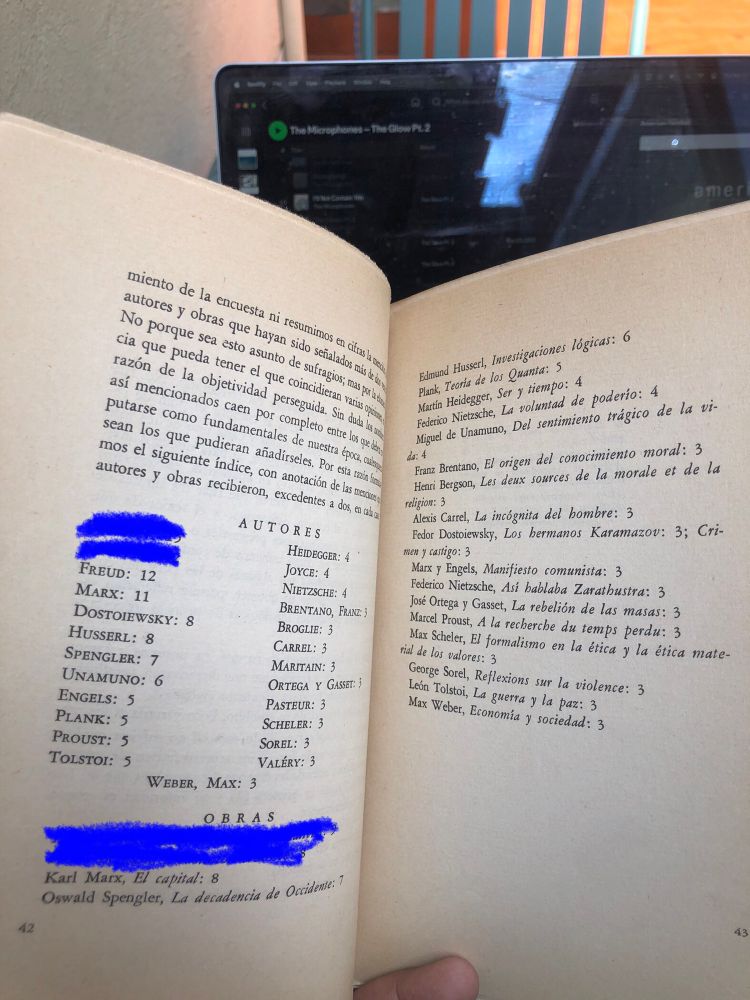 The Microphones – The Glow Pt. 2
ameri
miento de la encuesta ni resumimos en cifras la
autores y obras que hayan sido señalados más de dos
No porque sea ésto asunto de sufragios; mas por la
cia que pueda tener el que coincidieran varias opiniones,
razón de la objetividad perseguida. Sin duda los
así mencionados caen por completo entre los que
putarse como fundamentales de nuestra época,
sean los que pudieran añadírseles. Por esta razón
mos el siguiente índice, con anotación de las menciones
autores y obras recibieron, excedentes a dos, en cada
AUTORES
FREUD: 12
MARX: 11
DOSTOIEWSKY: 8
HUSSERL: 8
SPENGLER: 7
UNAMUNO: 6
ENGELS: 5
PLANK: 5
PROUST: 5
TOLSTOI: 5
HEIDEGGER: 4
JOYCE: 4
NIETZSCHE: 4
BRENTANO, FRANZ: 3
BROGLIE: 3
CARREL: 3
MARITAIN: 3
ORTEGA Y GASSET: 3
PASTEUR: 3
SCHELER: 3
SOREL: 3
VALÉRY: 3
WEBER, MAX: 3
OBRAS
Karl Marx, El capital: 8
Oswald Spengler, La decadencia de Occidente: 7
42
Edmund Husserl, Investigaciones lógicas: 6
Plank, Teoría de los Quanta: 5
Martín Heidegger, Ser y tiempo: 4
Federico Nietzsche, La voluntad de poderío: 4
Miguel de Unamuno, Del sentimiento trágico de la vi-
da: 4
Franz Brentano, El origen del conocimiento moral: 3
Henri Bergson, Les deux sources de la morale et de la
religion: 3
Alexis Carrel, La incógnita del hombre: 3
Fedor Dostoiewsky, Los hermanos Karamazov: 3; Cri-
men y castigo: 3
Marx y Engels, Manifiesto comunista: 3
Federico Nietzsche, Así hablaba Zarathustra: 3
José Ortega y Gasset, La rebelión de las masas: 3
Marcel Proust, A la recherche du temps perdu: 3
Max Scheler, El formalismo en la ética y la ética mate-
rial de los valores: 3
George Sorel, Reflexions sur la violence: 3
León Tolstoi, La guerra y la paz: 3
Max Weber, Economía y sociedad: 3
43